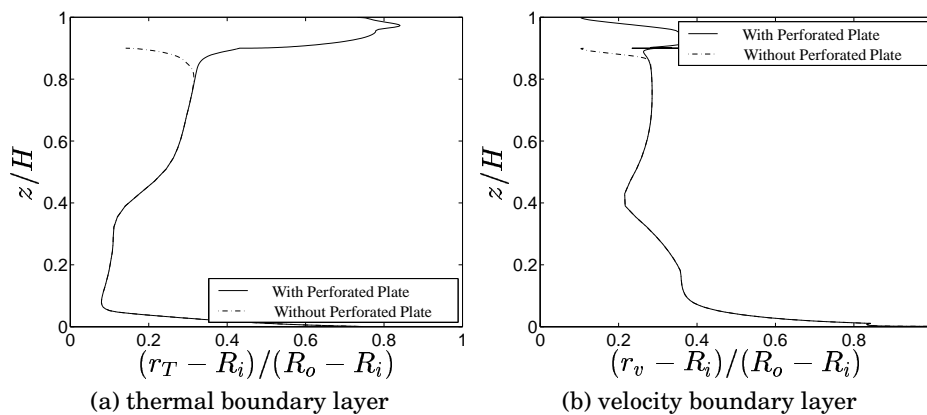 1
0.8
0.6
0.4
0.2
0
z/H
With Perforated Plate
Without Perforated Plate
0 0.2 0.4 0.6 0.8 1
(r_T − R_i)/(R_o − R_i)
(a) thermal boundary layer
1
0.8
0.6
0.4
0.2
0
z/H
With Perforated Plate
Without Perforated Plate
0 0.2 0.4 0.6 0.8
(r_v − R_i)/(R_o − R_i)
(b) velocity boundary layer